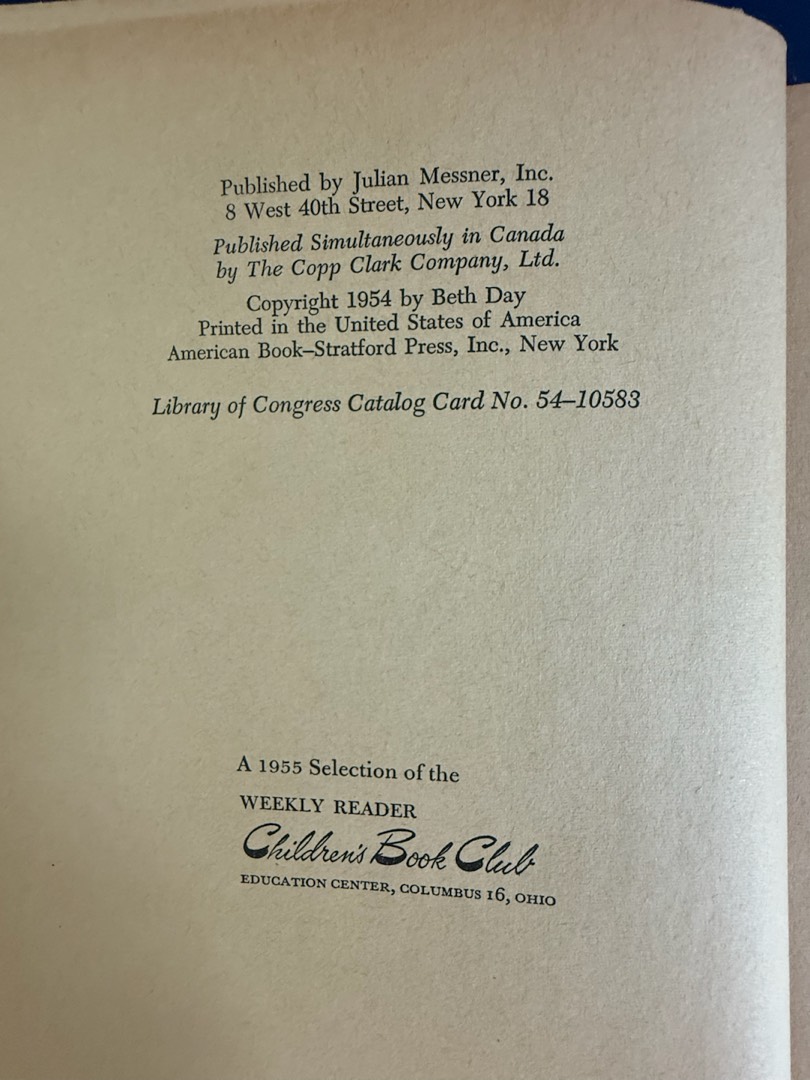 Published by Julian Messner, Inc.
8 West 40th Street, New York 18
Published Simultaneously in Canada
by The Copp Clark Company, Ltd.
Copyright 1954 by Beth Day
Printed in the United States of America
American Book–Stratford Press, Inc., New York
Library of Congress Catalog Card No. 54–10583
A 1955 Selection of the
WEEKLY READER
Children's Book Club
EDUCATION CENTER, COLUMBUS 16, OHIO